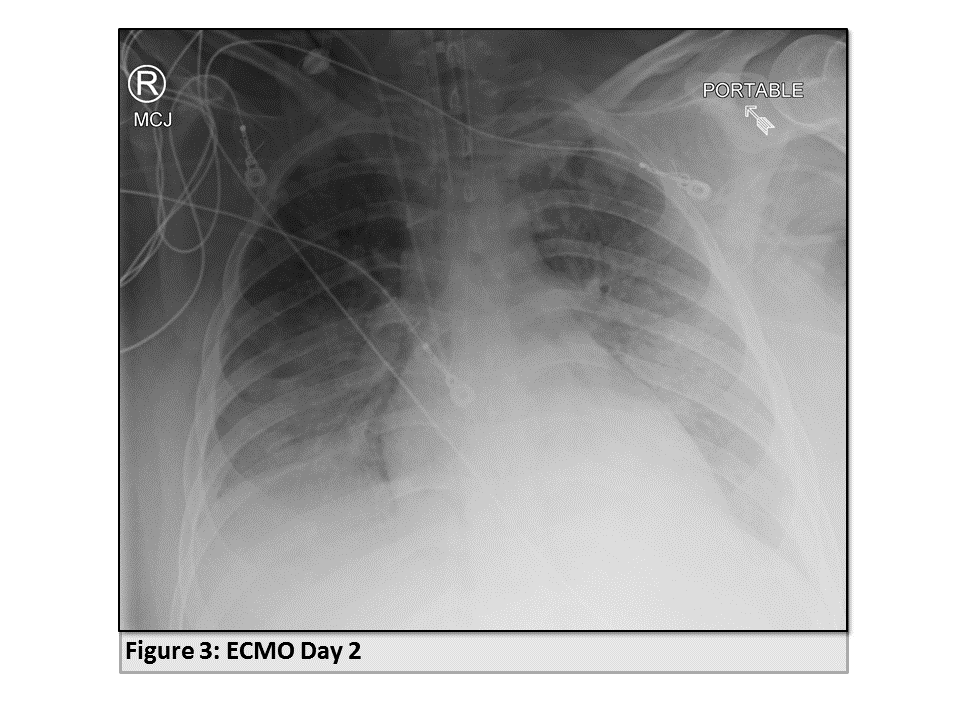 R
MCJ
PORTABLE
Figure 3: ECMO Day 2